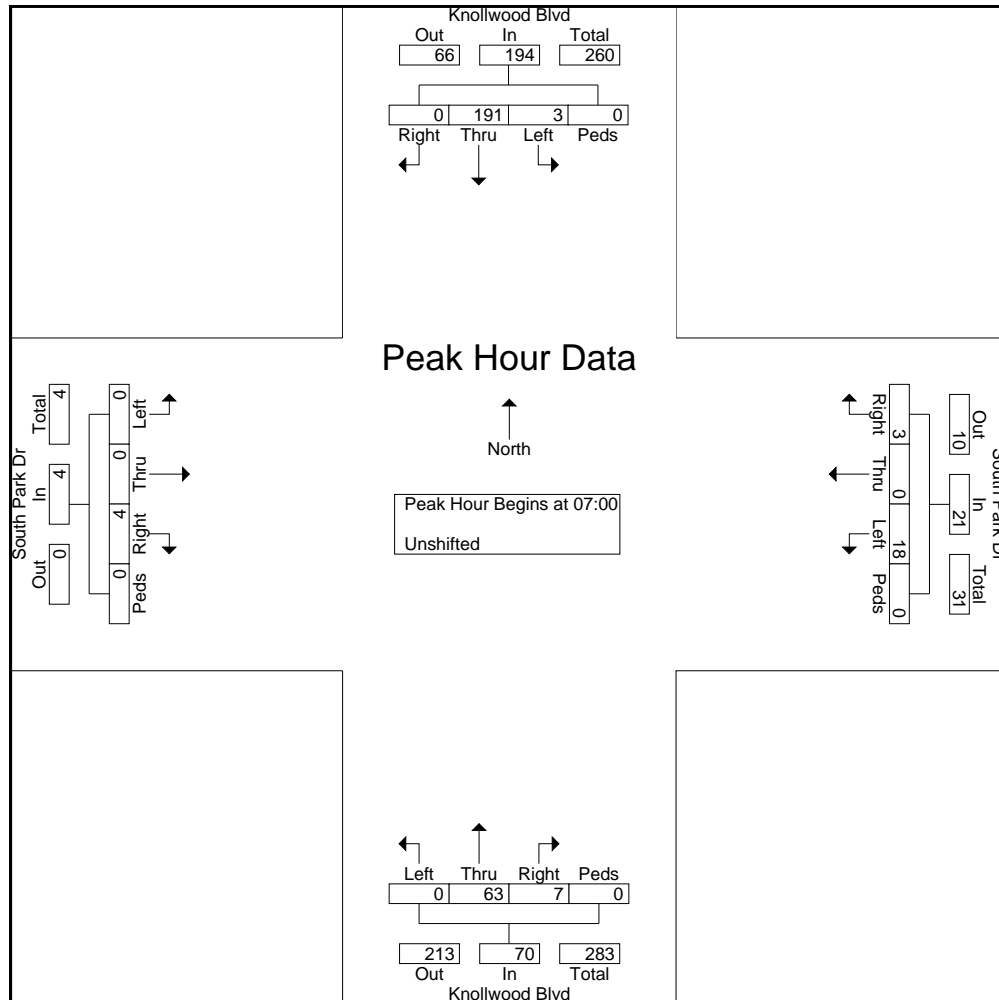 Knollwood Blvd
Out In Total
66 194 260
0 191 3 0
Right Thru Left Peds
Peak Hour Data
North
Peak Hour Begins at 07:00
Unshifted
South Park Dr
Total In Out
4 4 0
0 0 4 0
Left Thru Right Peds
Right Thru Left Peds
3 0 18 0
10 21 31
Out In Total
South Park Dr
Left Thru Right Peds
0 63 7 0
213 70 283
Out In Total
Knollwood Blvd